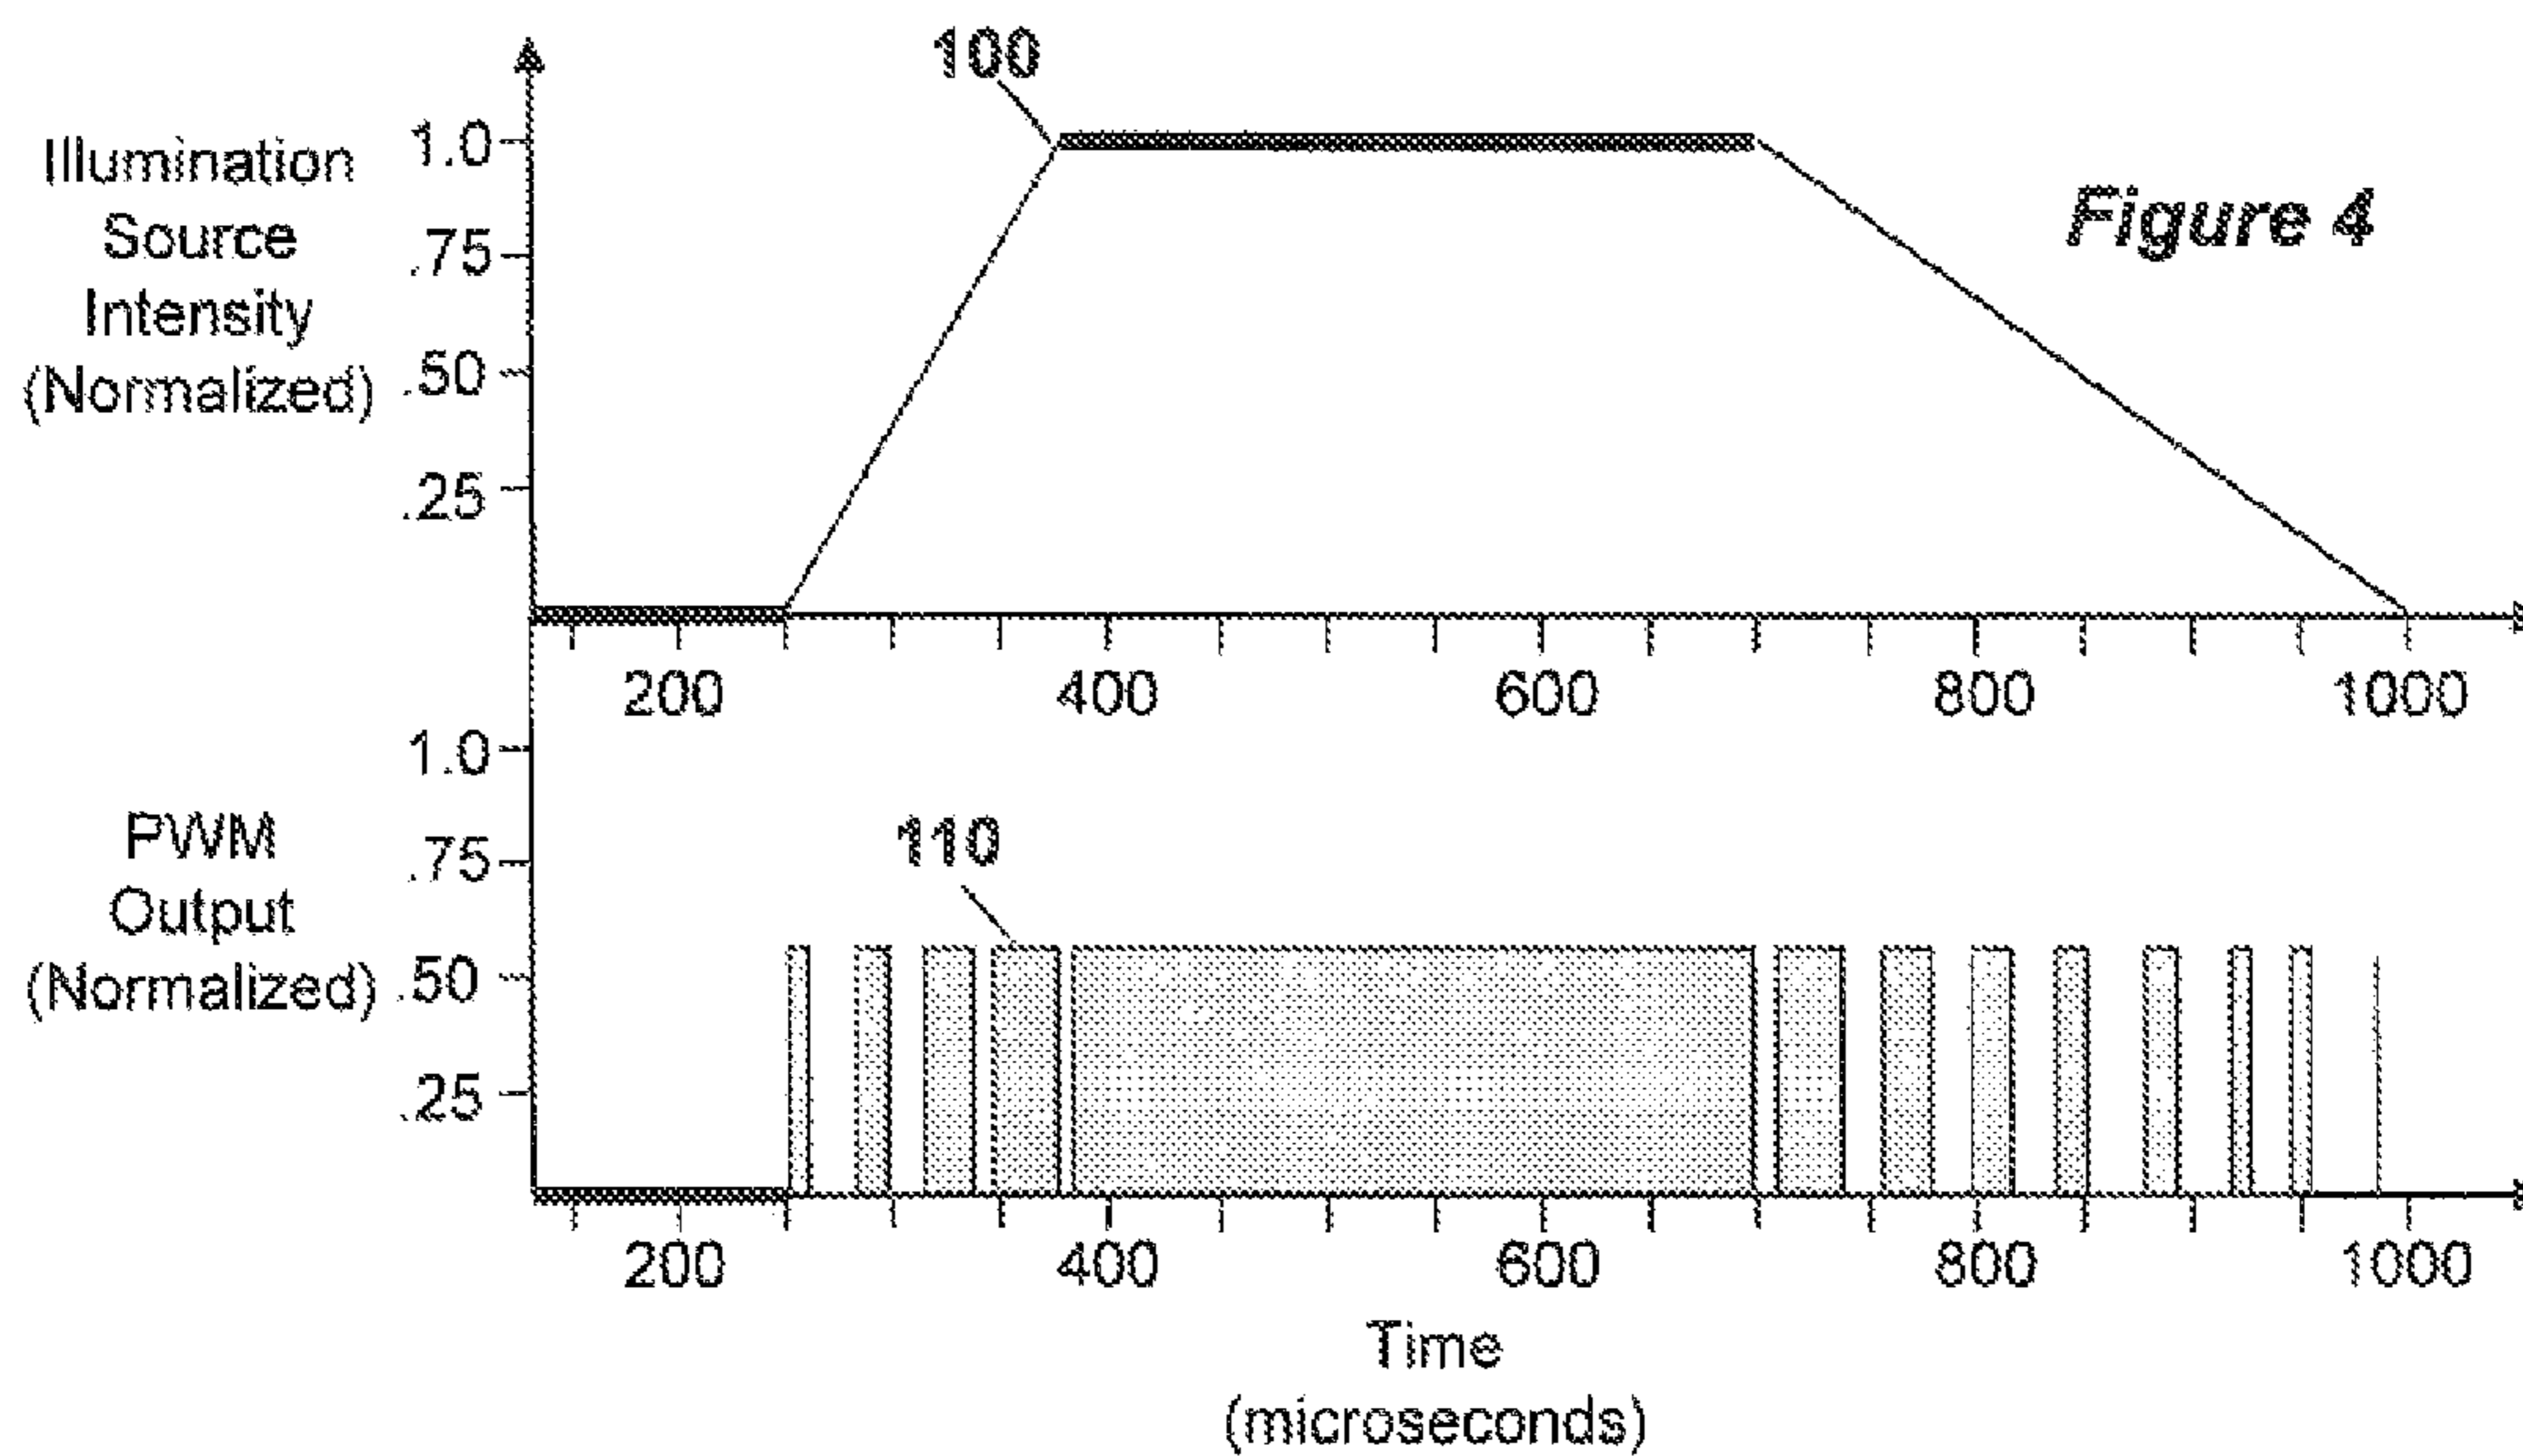 100
Illumination
Source
Intensity
(Normalized)
1.0
.75
.50
.25
Figure 4
200 400 600 800 1000
PWM
Output
(Normalized)
1.0
.75
.50
.25
110
200 400 600 800 1000
Time
(microseconds)